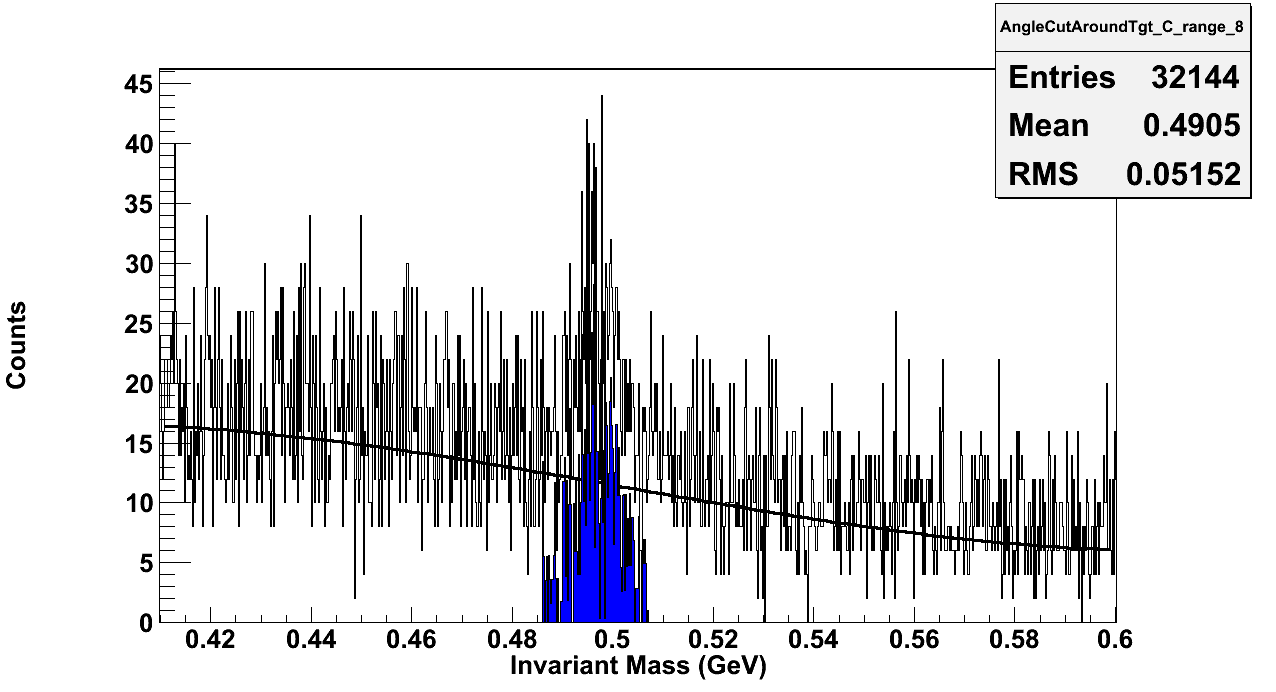 AngleCutAroundTgt_C_range_8
Entries 32144
Mean 0.4905
RMS 0.05152
45
40
35
30
25
20
15
10
5
0
Counts
0.42 0.44 0.46 0.48 0.5 0.52 0.54 0.56 0.58 0.6
Invariant Mass (GeV)